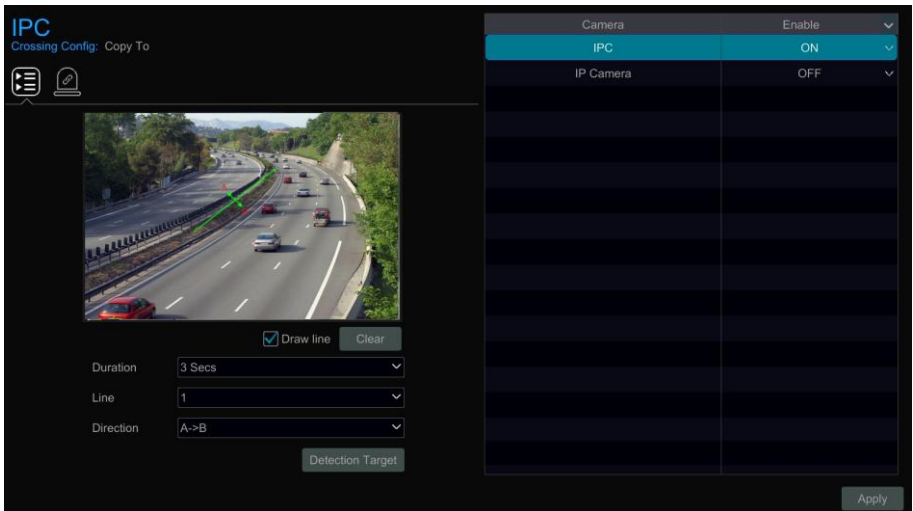 IPC
Crossing Config: Copy To
Camera Enable
IPC ON
IP Camera OFF
Draw line Clear
Duration 3 Secs
Line 1
Direction A->B
Detection Target
Apply